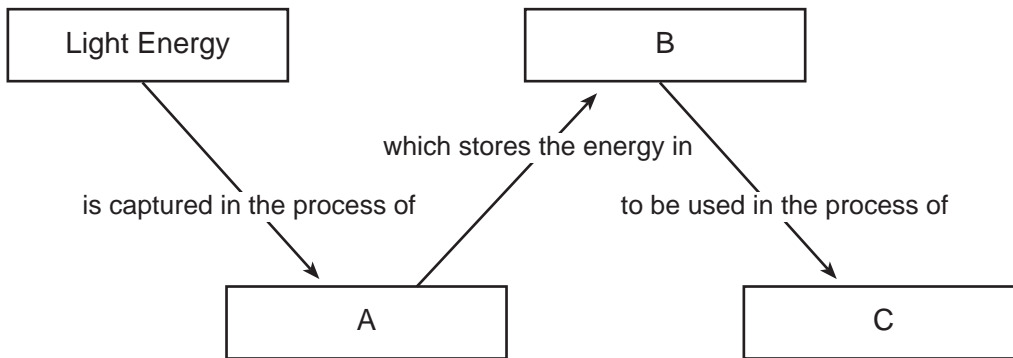 Light Energy
B
which stores the energy in
is captured in the process of
to be used in the process of
A
C